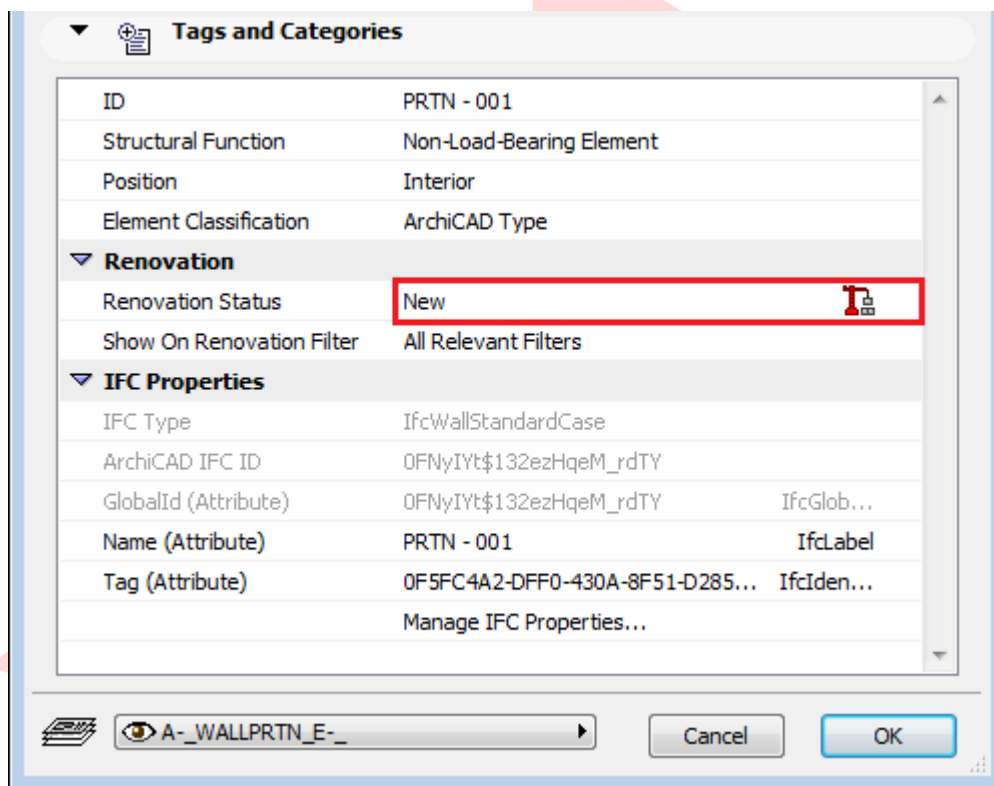 Tags and Categories
ID PRTN - 001
Structural Function Non-Load-Bearing Element
Position Interior
Element Classification ArchiCAD Type
Renovation
Renovation Status New
Show On Renovation Filter All Relevant Filters
IFC Properties
IFC Type IfcWallStandardCase
ArchiCAD IFC ID 0FNyIYt$132ezHqeM_rdTY
GlobalId (Attribute) 0FNyIYt$132ezHqeM_rdTY IfcGlob...
Name (Attribute) PRTN - 001 IfcLabel
Tag (Attribute) 0F5FC4A2-DFF0-430A-8F51-D285... IfcIden...
Manage IFC Properties...
A-_WALLPRTN_E-_ Cancel OK